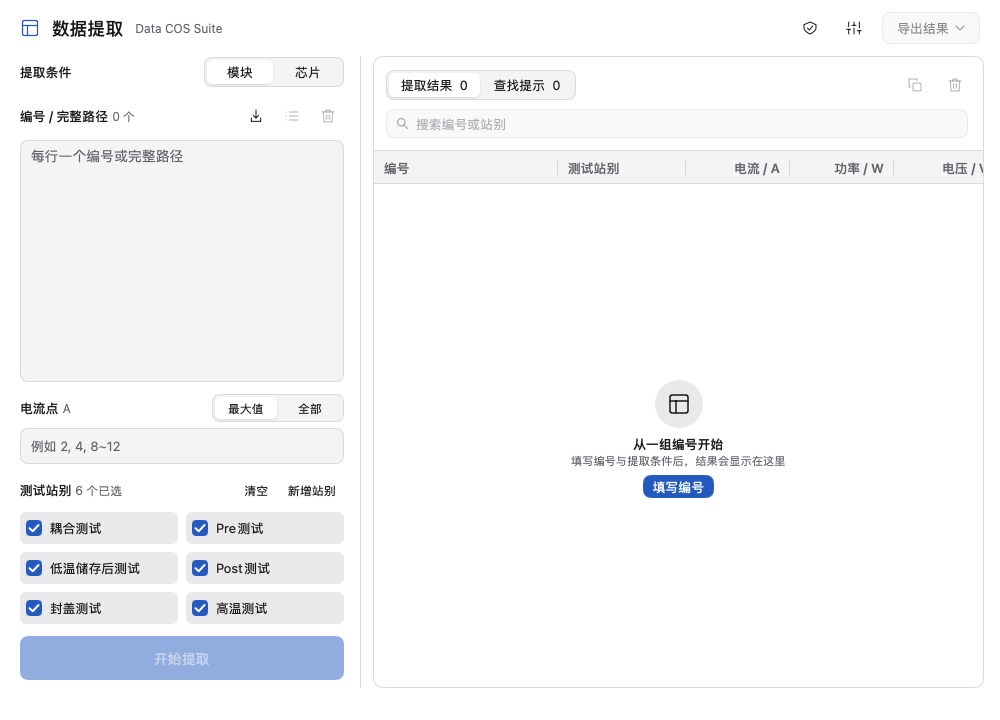 数据提取 Data COS Suite
导出结果
提取条件
模块 芯片
编号 / 完整路径 0 个
每行一个编号或完整路径
电流点 A
最大值 全部
例如 2, 4, 8~12
测试站别 6 个已选
清空 新增站别
耦合测试 Pre 测试
低温储存后测试 Post 测试
封盖测试 高温测试
开始提取
提取结果 0 查找提示 0
搜索编号或站别
编号 测试站别 电流 / A 功率 / W 电压 /
从一组编号开始
填写编号与提取条件后，结果会显示在这里
填写编号